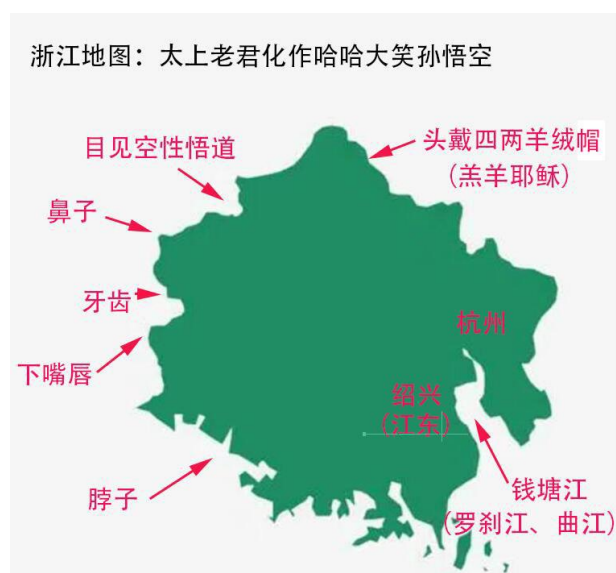 浙江地图：太上老君化作哈哈大笑孙悟空
目见空性悟道
头戴四两羊绒帽
（羔羊耶稣）
鼻子
牙齿
杭州
下嘴唇
绍兴
（江东）
脖子
钱塘江
（罗刹江、曲江）